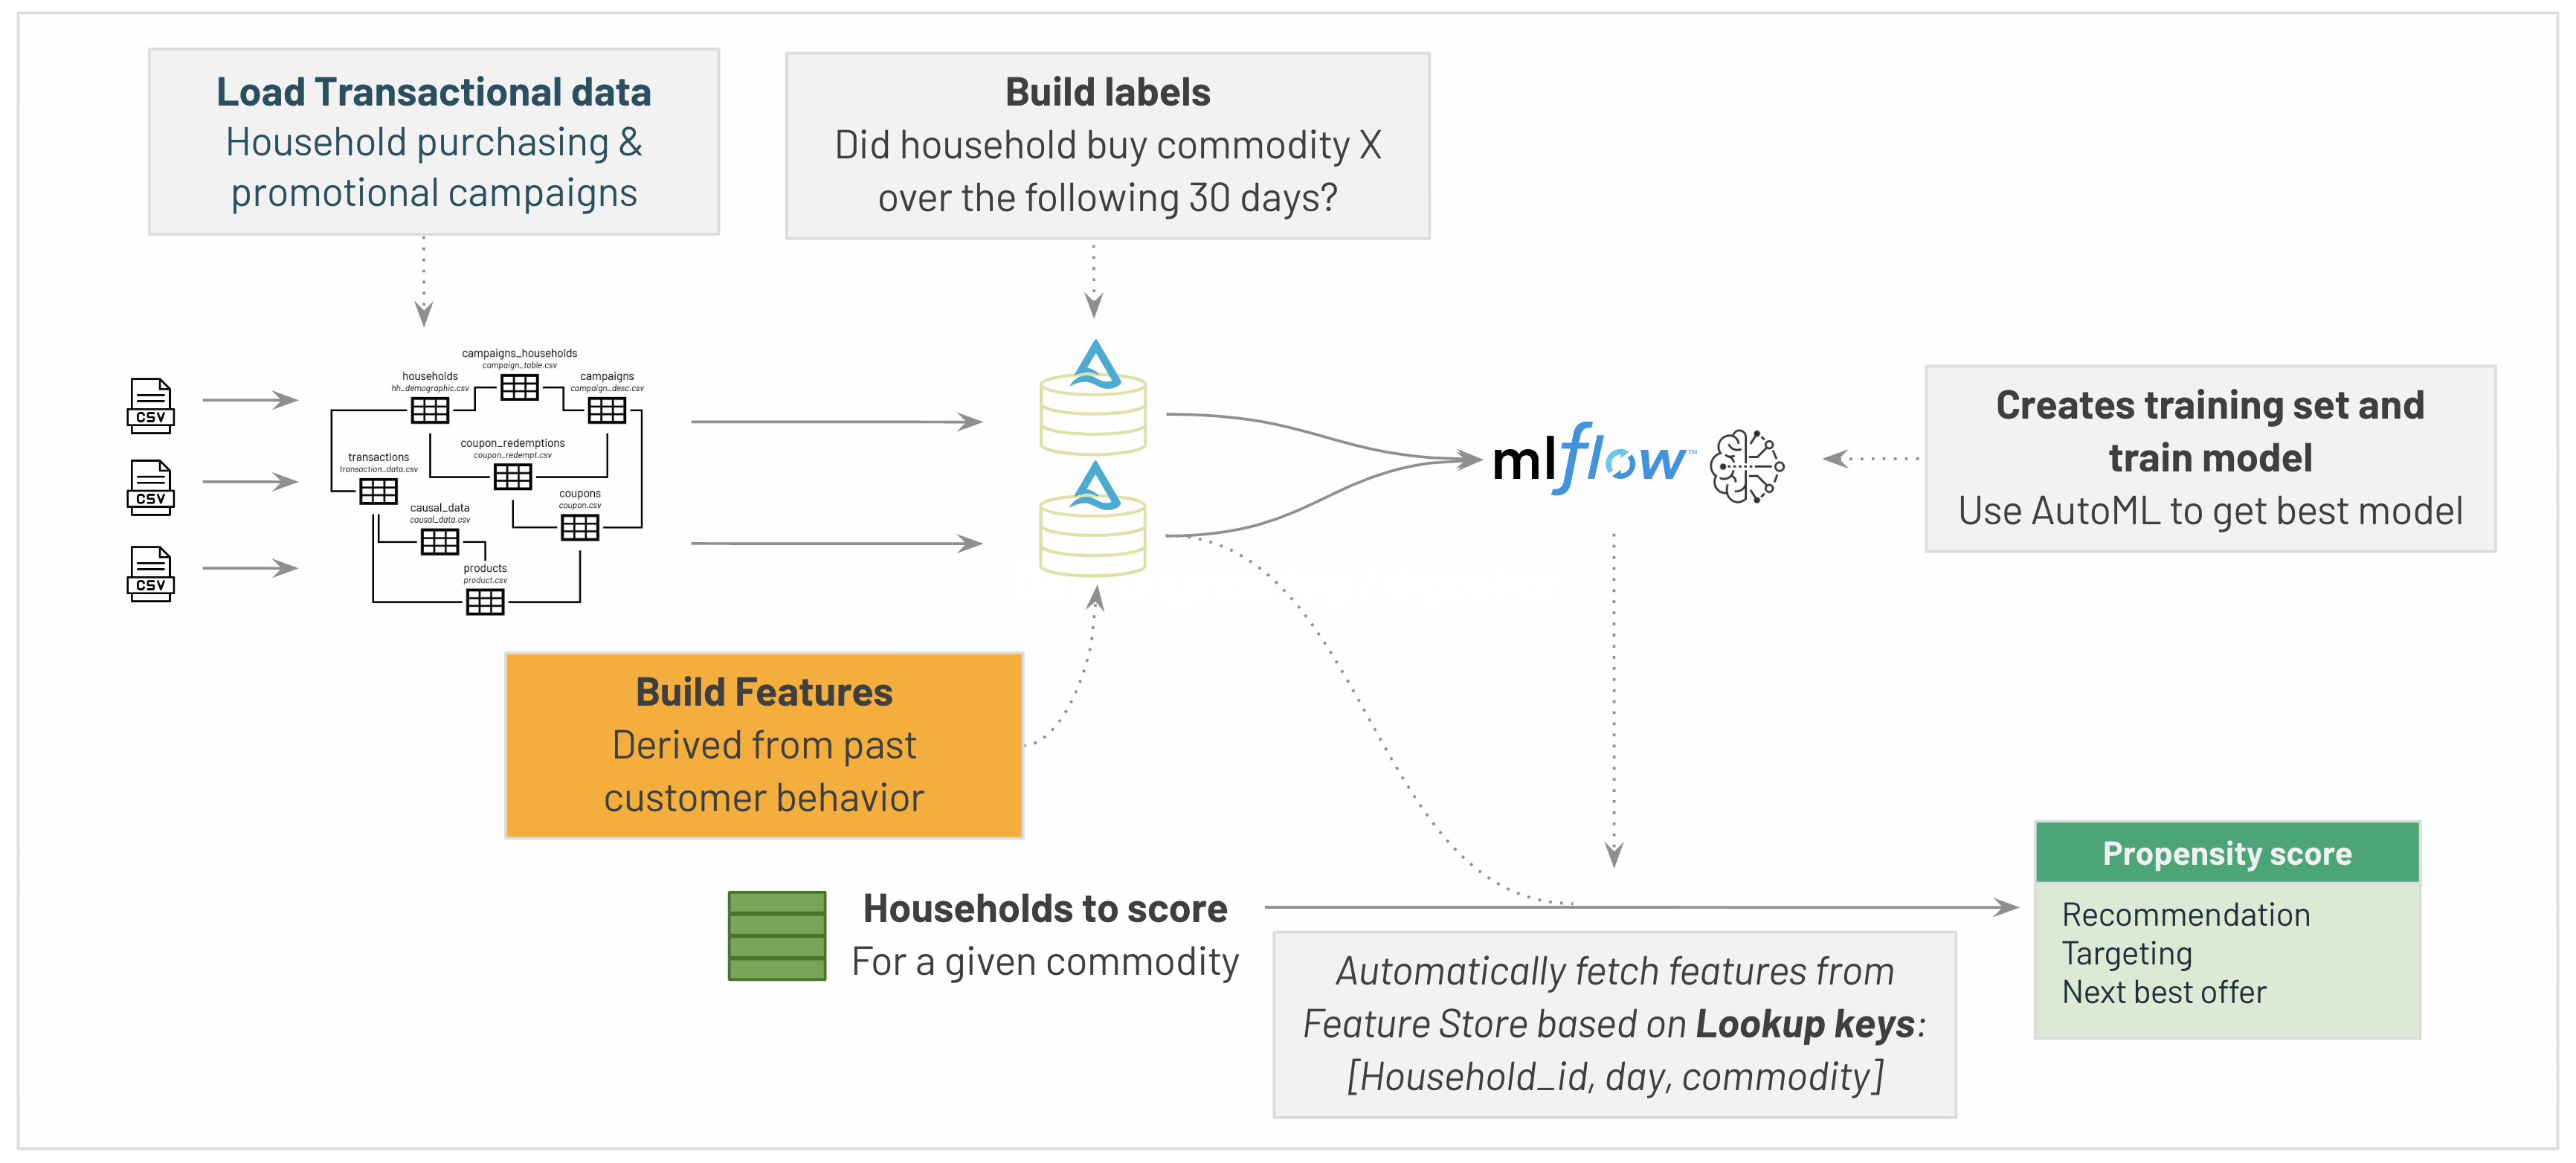 Load Transactional data
Household purchasing &
promotional campaigns
Build labels
Did household buy commodity X
over the following 30 days?
CSV
CSV
CSV
campaigns_households
campaign_table.csv
households
hh_demographic.csv
campaigns
campaign_desc.csv
coupon_redemptions
coupon_redempt.csv
transactions
transaction_data.csv
coupons
coupon.csv
causal_data
causal_data.csv
products
product.csv
mlflow™
Creates training set and
train model
Use AutoML to get best model
Build Features
Derived from past
customer behavior
Households to score
For a given commodity
Automatically fetch features from
Feature Store based on Lookup keys:
[Household_id, day, commodity]
Propensity score
Recommendation
Targeting
Next best offer